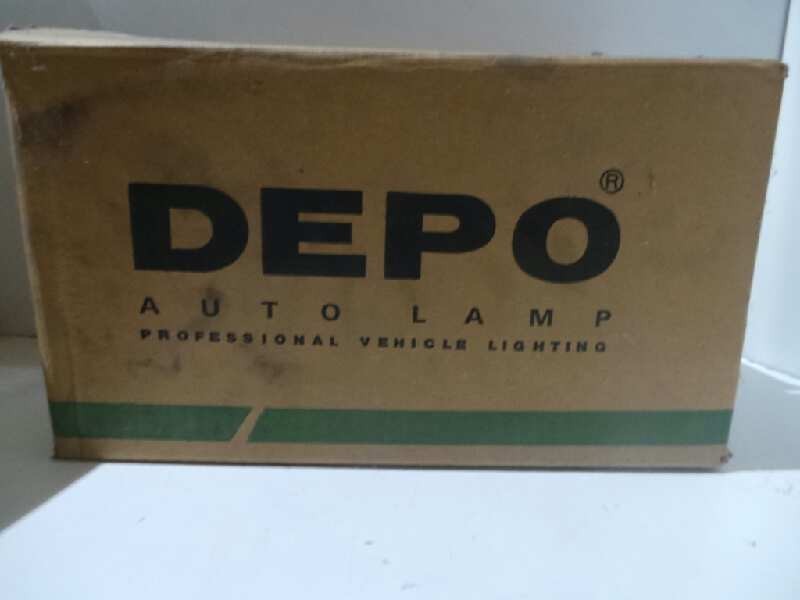 DEPO®
AUTO LAMP
PROFESSIONAL VEHICLE LIGHTING